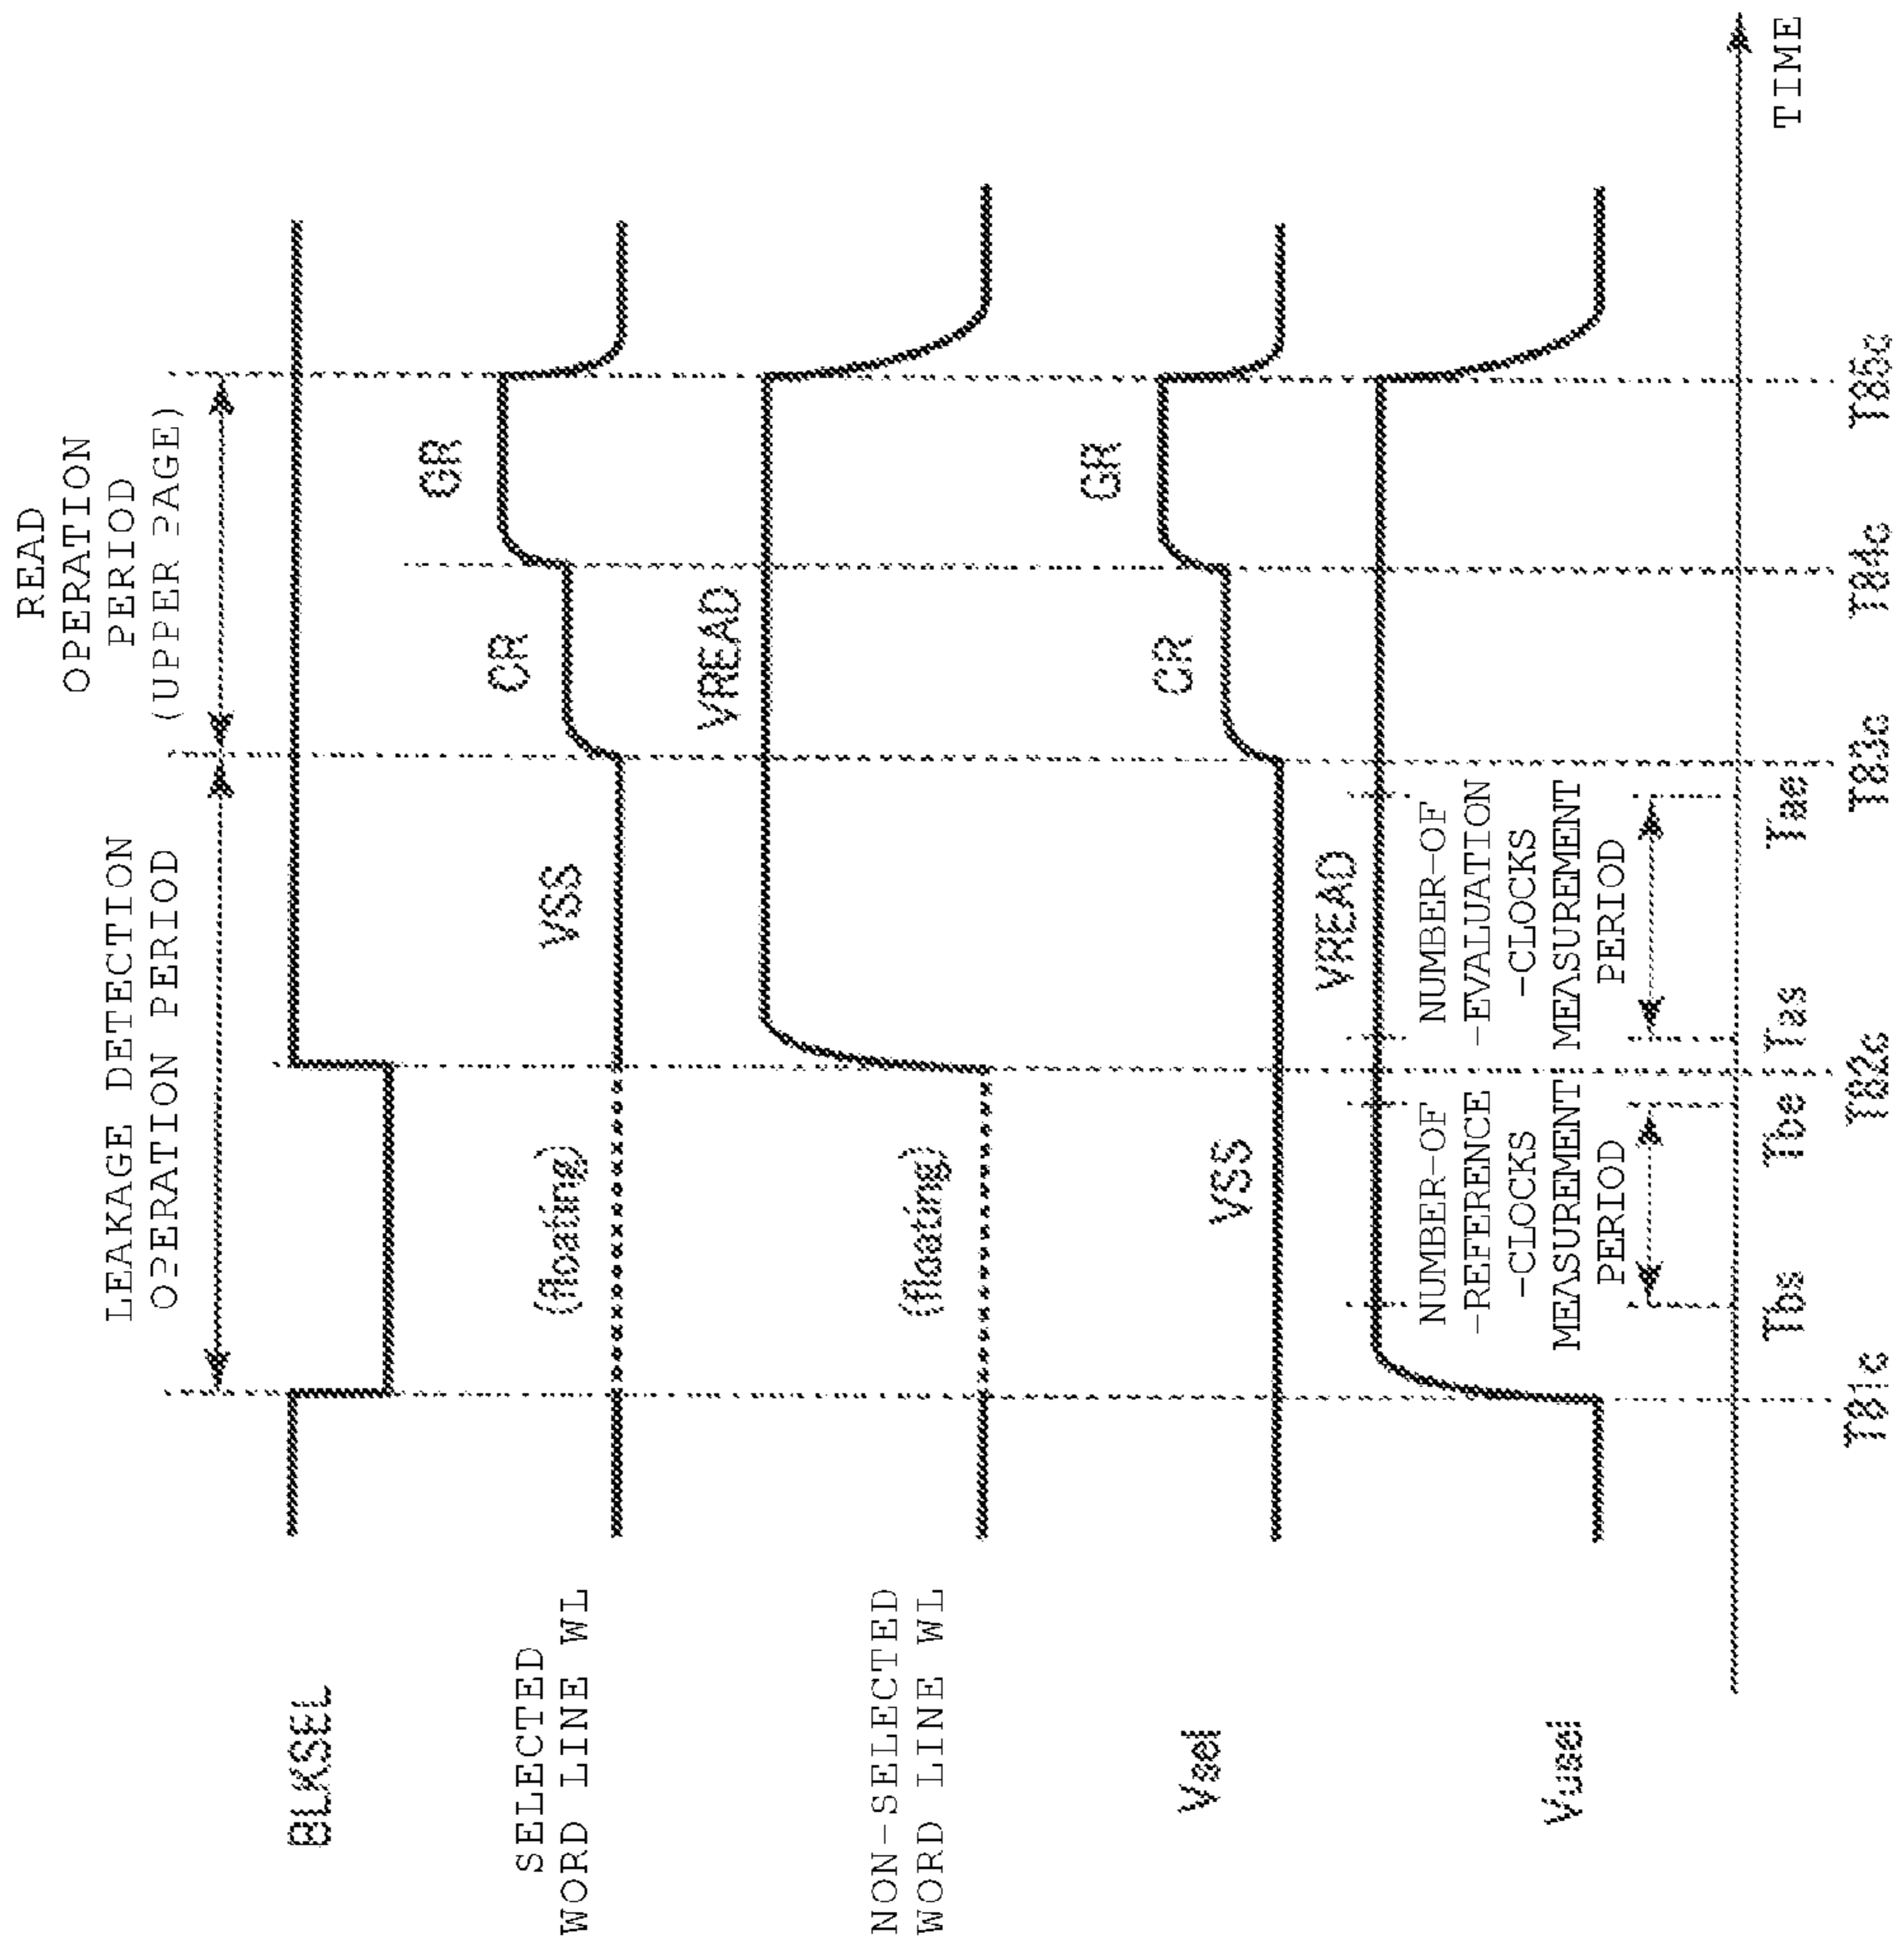 LEAKAGE DETECTION
OPERATION PERIOD
READ
OPERATION
PERIOD
(UPPER PAGE)
BLKSEL
SELECTED
WORD LINE WL
(floating)
VSS
CR
GR
NON-SELECTED
WORD LINE WL
(floating)
VREAD
Vsel
VSS
CR
GR
Vusel
VREAD
NUMBER-OF
-REFERENCE
-CLOCKS
MEASUREMENT
PERIOD
NUMBER-OF
-EVALUATION
-CLOCKS
MEASUREMENT
PERIOD
TIME
Tbs
Tbe
Tas
Tae
T81c
T82c
T83c
T84c
T85c